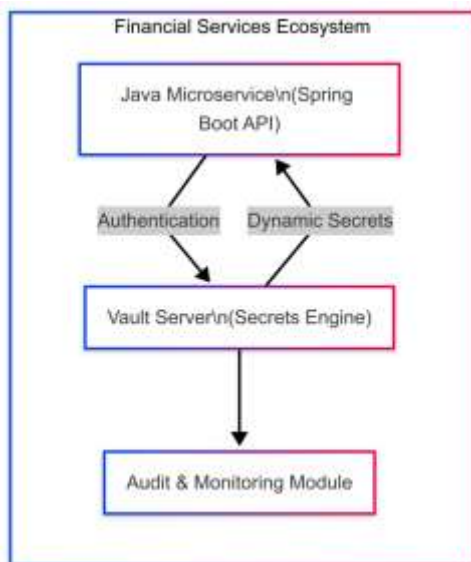 Financial Services Ecosystem
Java Microservice\n(Spring
Boot API)
Authentication
Dynamic Secrets
Vault Server\n(Secrets Engine)
Audit & Monitoring Module